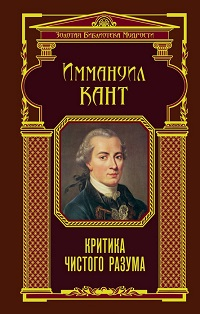 Золотая Библиотека Мудрости
Иммануил
КАНТ
КРИТИКА
ЧИСТОГО РАЗУМА